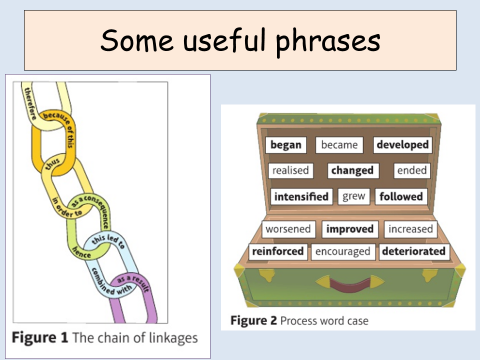 Some useful phrases
therefore
because of this
thus
in order to
as a consequence
hence
this led to
combined with
as a result
Figure 1 The chain of linkages
began became developed
realised changed ended
intensified grew followed
worsened improved increased
reinforced encouraged deteriorated
Figure 2 Process word case